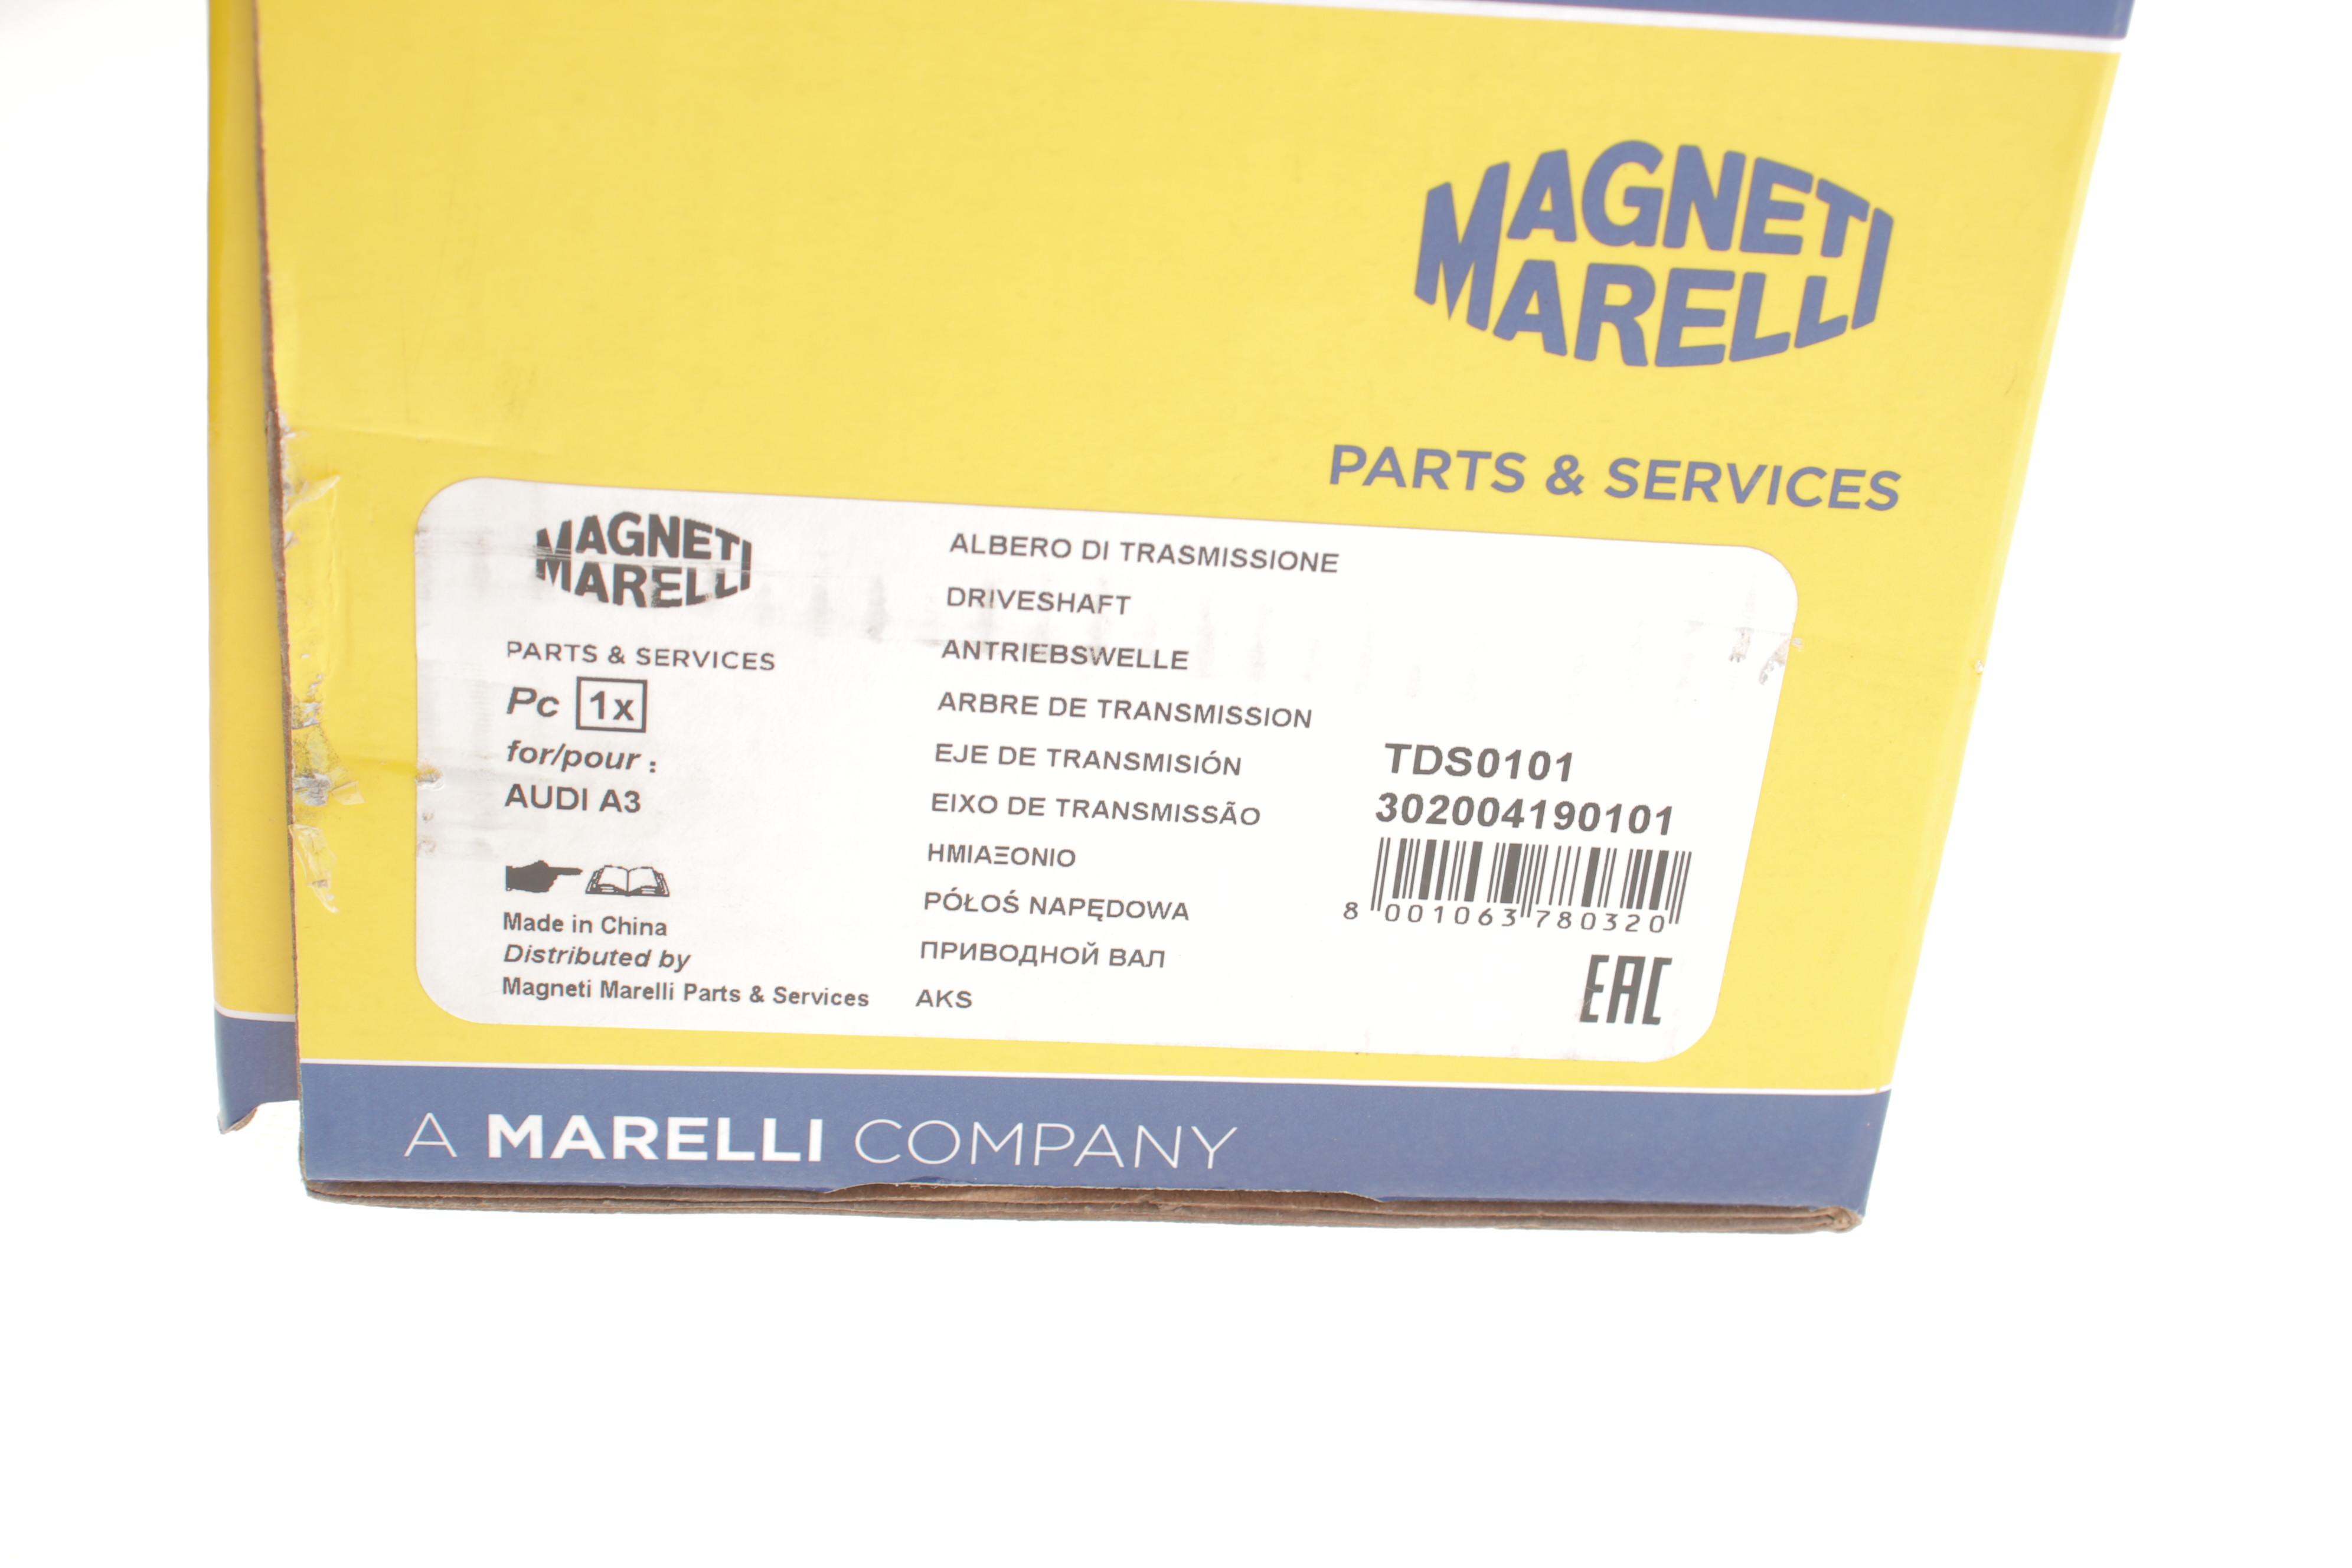 MAGNETI
MARELLI
PARTS & SERVICES
MAGNETI
MARELLI
PARTS & SERVICES
Pc 1x
for/pour :
AUDI A3
Made in China
Distributed by
Magneti Marelli Parts & Services
ALBERO DI TRASMISSIONE
DRIVESHAFT
ANTRIEBSWELLE
ARBRE DE TRANSMISSION
EJE DE TRANSMISIÓN
EIXO DE TRANSMISSÃO
ΗΜΙΑΞΟΝΙΟ
PÓŁOŚ NAPĘDOWA
ПРИВОДНОЙ ВАЛ
AKS
TDS0101
302004190101
8 001063 780320
EAC
A MARELLI COMPANY